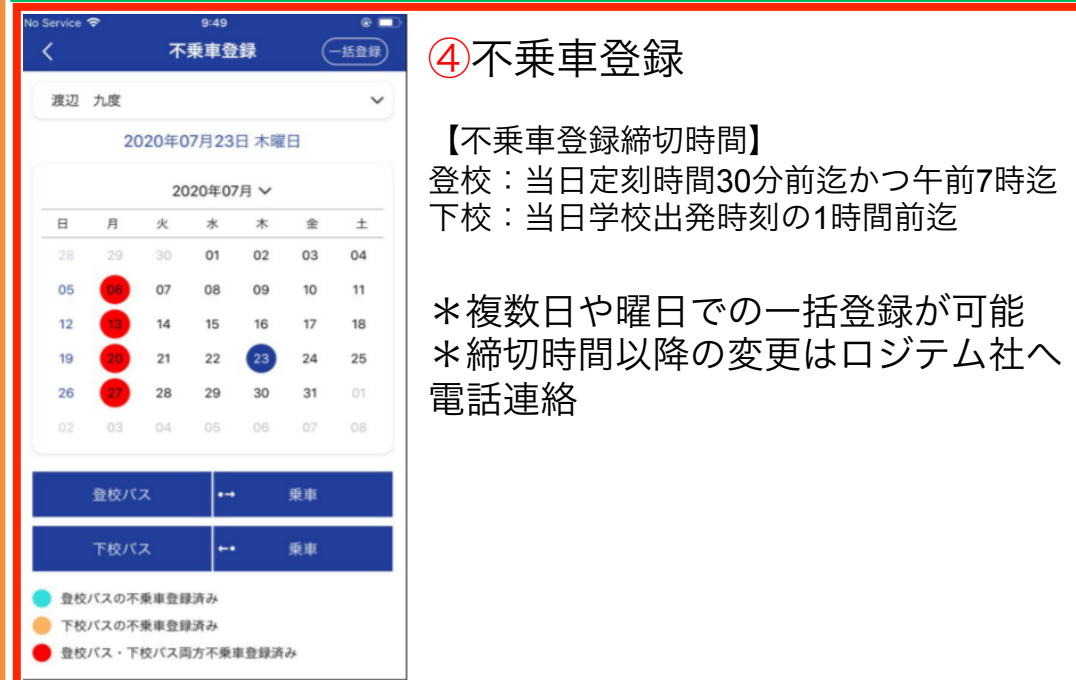 No Service 9:49
不乗車登録 一括登録
渡辺 九度
2020年07月23日 木曜日
2020年07月
日 月 火 水 木 金 土
28 29 30 01 02 03 04
05 06 07 08 09 10 11
12 13 14 15 16 17 18
19 20 21 22 23 24 25
26 27 28 29 30 31 01
02 03 04 05 06 07 08
登校バス 乗車
下校バス 乗車
登校バスの不乗車登録済み
下校バスの不乗車登録済み
登校バス・下校バス両方不乗車登録済み
④不乗車登録
【不乗車登録締切時間】
登校：当日定刻時間30分前迄かつ午前7時迄
下校：当日学校出発時刻の1時間前迄
＊複数日や曜日での一括登録が可能
＊締切時間以降の変更はロジテム社へ
電話連絡